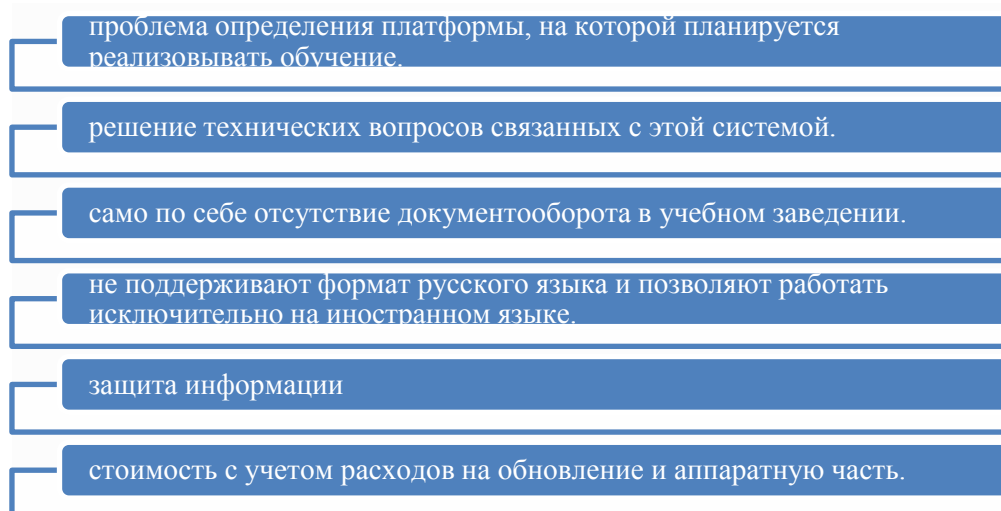 проблема определения платформы, на которой планируется
реализовывать обучение.
решение технических вопросов связанных с этой системой.
само по себе отсутствие документооборота в учебном заведении.
не поддерживают формат русского языка и позволяют работать
исключительно на иностранном языке.
защита информации
стоимость с учетом расходов на обновление и аппаратную часть.